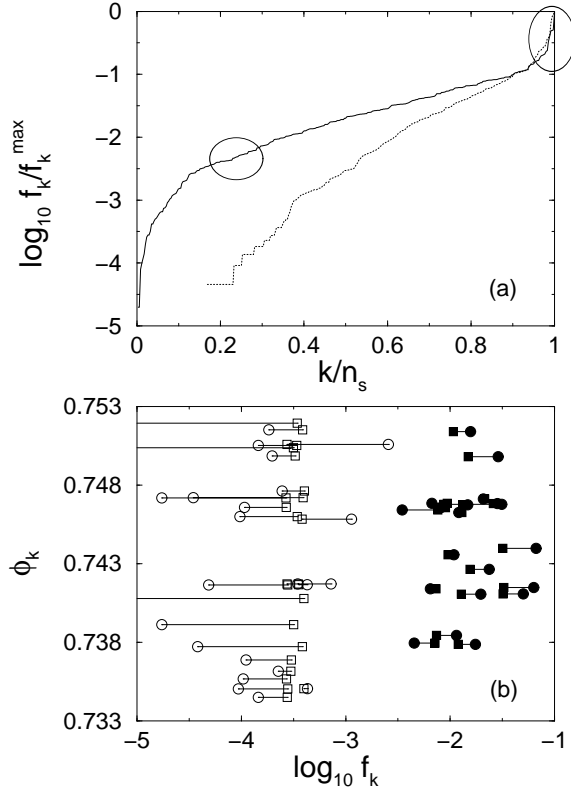 0
−1
−2
−3
−4
−5
log₁₀ fₖ/fₖᵐᵃˣ
(a)
0 0.2 0.4 0.6 0.8 1
k/nₛ
0.753
0.748
0.743
0.738
0.733
ϕₖ
(b)
−5 −4 −3 −2 −1
log₁₀ fₖ